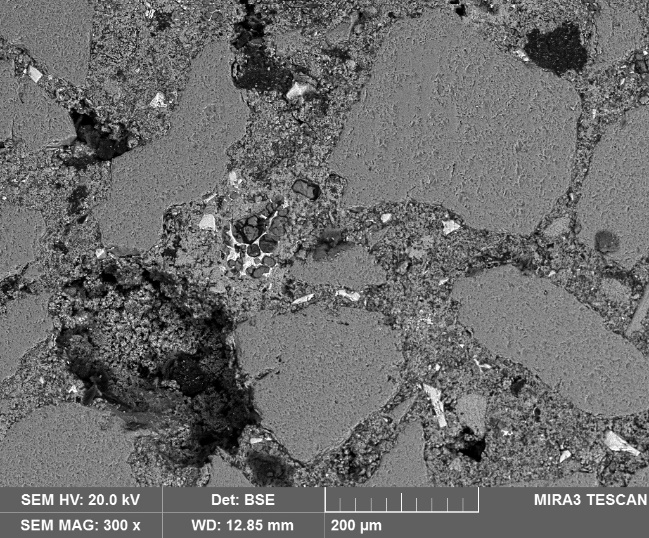 SEM HV: 20.0 kV Det: BSE MIRA3 TESCAN
SEM MAG: 300 x WD: 12.85 mm 200 µm